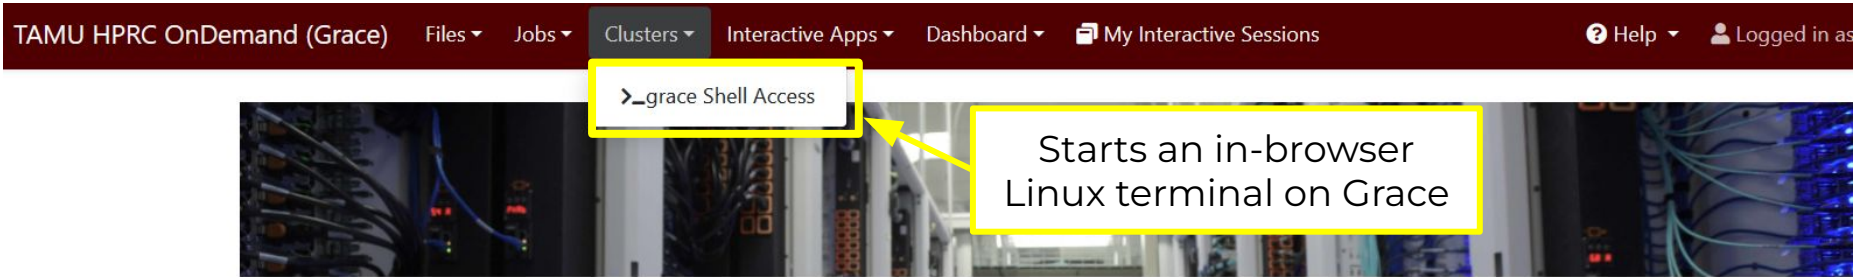 TAMU HPRC OnDemand (Grace) Files Jobs Clusters Interactive Apps Dashboard My Interactive Sessions Help Logged in as
>_grace Shell Access
Starts an in-browser
Linux terminal on Grace